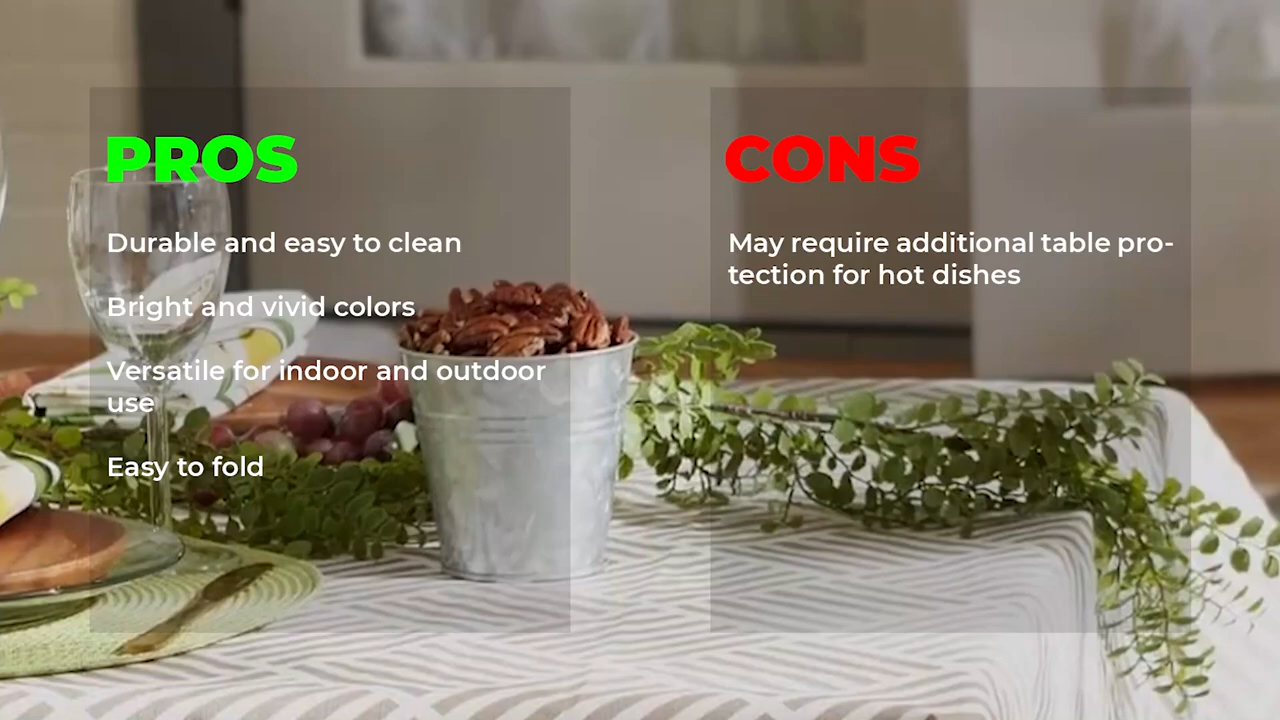 PROS
Durable and easy to clean
Bright and vivid colors
Versatile for indoor and outdoor
use
Easy to fold
CONS
May require additional table pro-
tection for hot dishes